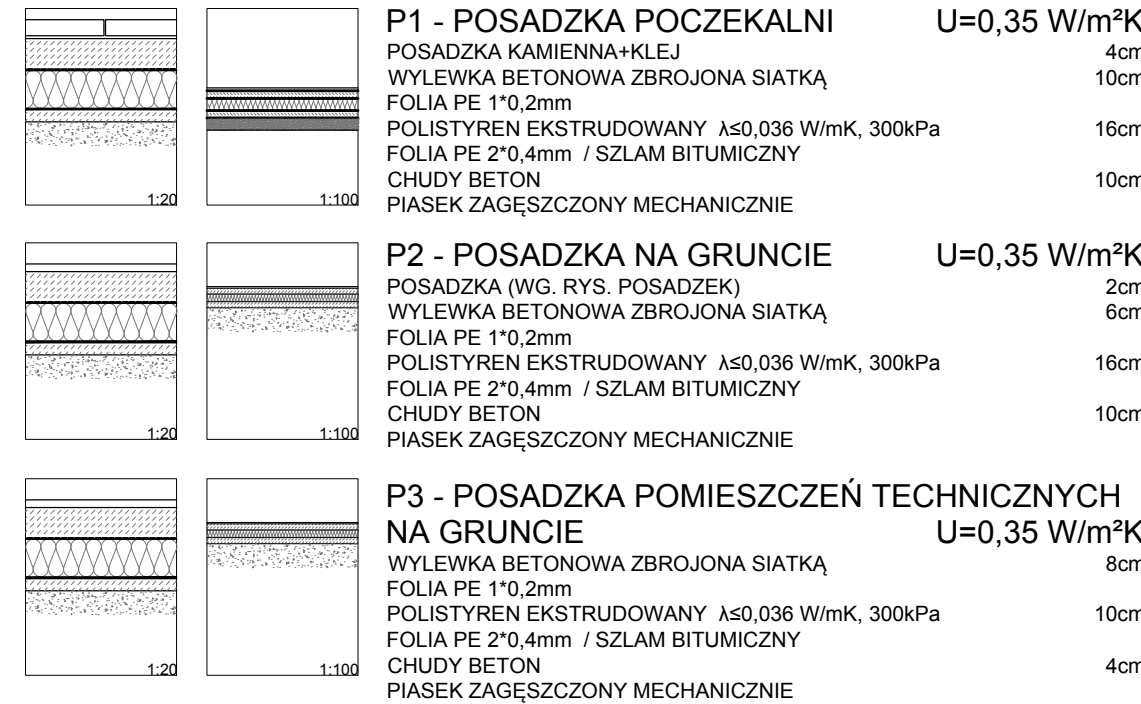 P1 - POSADZKA POCZEKALNI U=0,35 W/m²K
POSADZKA KAMIENNA+KLEJ 4cm
WYLEWKA BETONOWA ZBROJONA SIATKĄ 10cm
FOLIA PE 1*0,2mm
POLISTYREN EKSTRUDOWANY λ≤0,036 W/mK, 300kPa 16cm
FOLIA PE 2*0,4mm / SZLAM BITUMICZNY
CHUDY BETON 10cm
PIASEK ZAGĘSZCZONY MECHANICZNIE
1:20 1:100
P2 - POSADZKA NA GRUNCIE U=0,35 W/m²K
POSADZKA (WG. RYS. POSADZEK) 2cm
WYLEWKA BETONOWA ZBROJONA SIATKĄ 6cm
FOLIA PE 1*0,2mm
POLISTYREN EKSTRUDOWANY λ≤0,036 W/mK, 300kPa 16cm
FOLIA PE 2*0,4mm / SZLAM BITUMICZNY
CHUDY BETON 10cm
PIASEK ZAGĘSZCZONY MECHANICZNIE
1:20 1:100
P3 - POSADZKA POMIESZCZEŃ TECHNICZNYCH
NA GRUNCIE U=0,35 W/m²K
WYLEWKA BETONOWA ZBROJONA SIATKĄ 8cm
FOLIA PE 1*0,2mm
POLISTYREN EKSTRUDOWANY λ≤0,036 W/mK, 300kPa 10cm
FOLIA PE 2*0,4mm / SZLAM BITUMICZNY
CHUDY BETON 4cm
PIASEK ZAGĘSZCZONY MECHANICZNIE
1:20 1:100